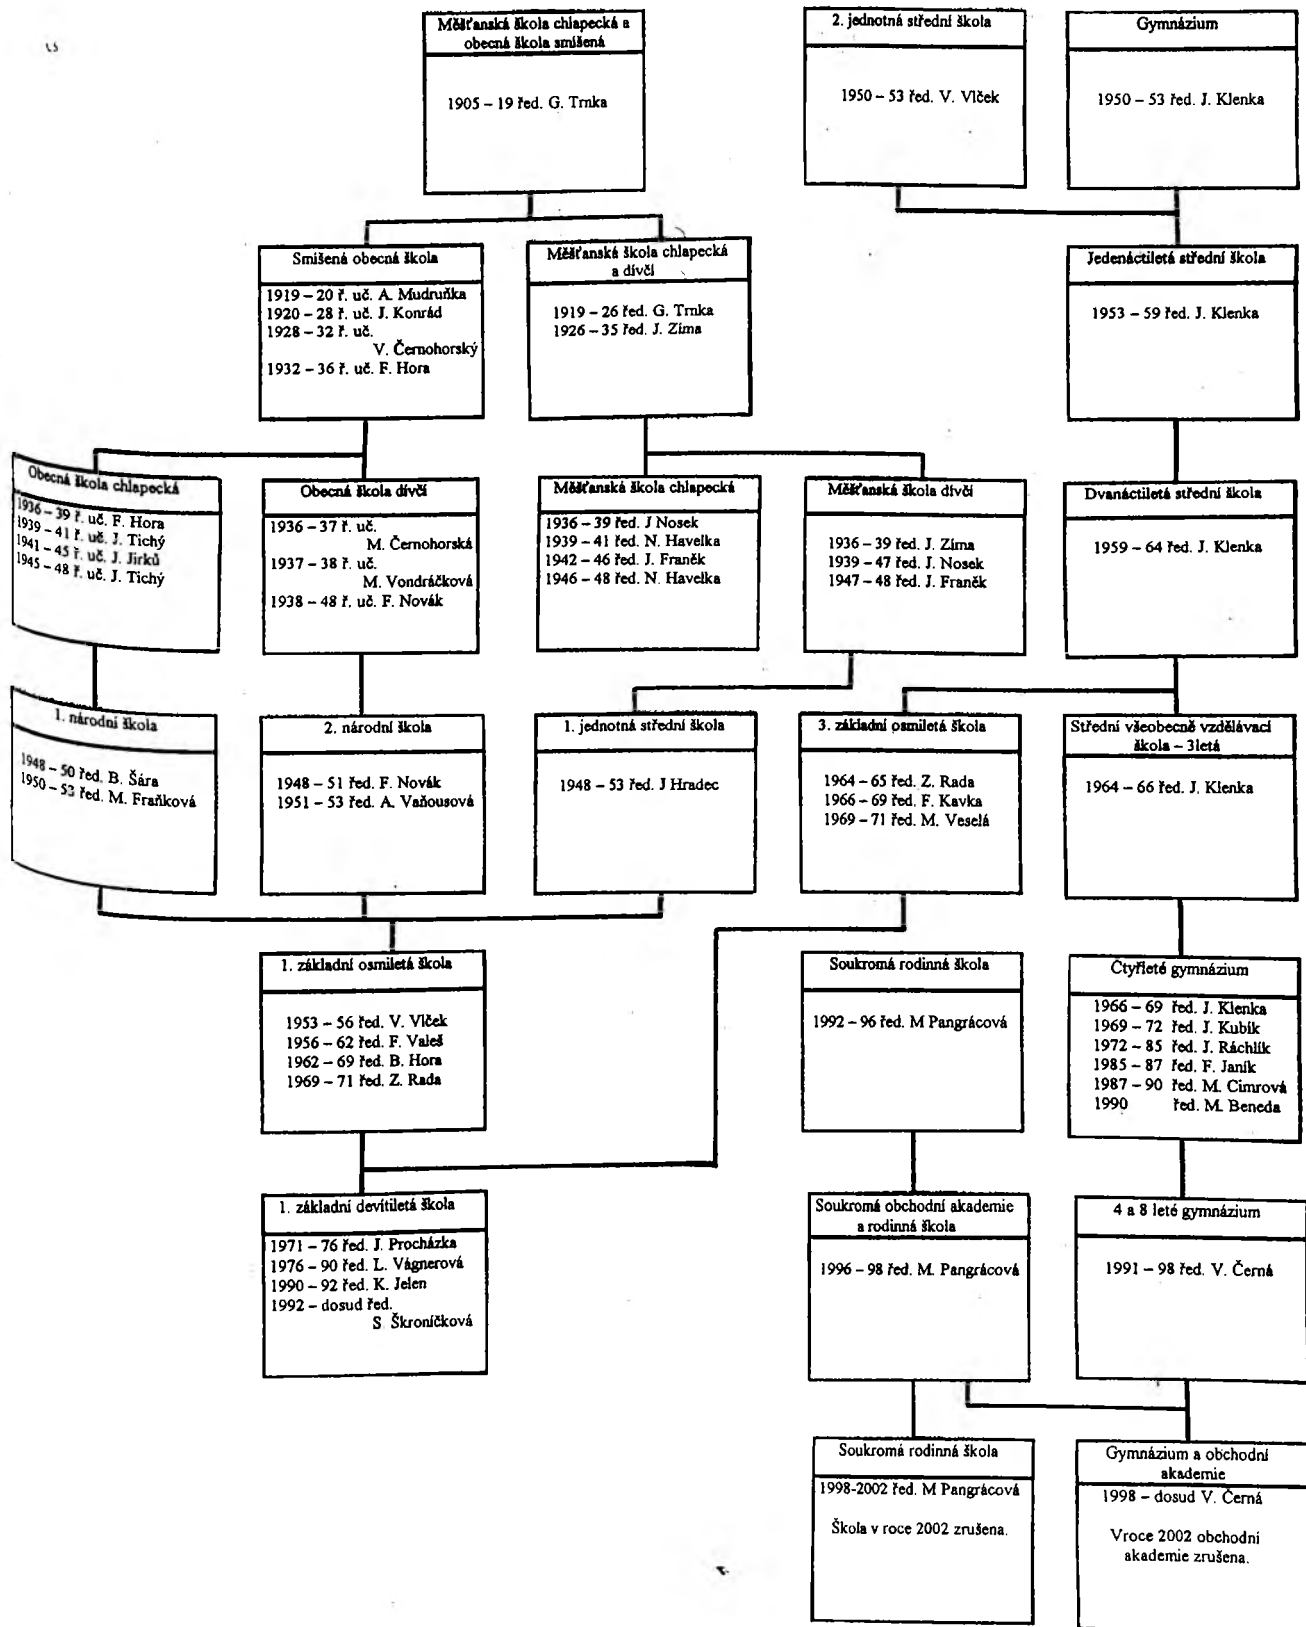 Měšťanská škola chlapecká a
obecná škola smíšená
1905 – 19 řed. G. Trnka
2. jednotná střední škola
1950 – 53 řed. V. Vlček
Gymnázium
1950 – 53 řed. J. Klenka
Smíšená obecná škola
1919 – 20 ř. uč. A. Mudruňka
1920 – 28 ř. uč. J. Konrád
1928 – 32 ř. uč.
V. Černohorský
1932 – 36 ř. uč. F. Hora
Měšťanská škola chlapecká
a dívčí
1919 – 26 řed. G. Trnka
1926 – 35 řed. J. Zíma
Jedenáctiletá střední škola
1953 – 59 řed. J. Klenka
Obecná škola chlapecká
1936 – 39 ř. uč. F. Hora
1939 – 41 ř. uč. J. Tichý
1941 – 45 ř. uč. J. Jirků
1945 – 48 ř. uč. J. Tichý
Obecná škola dívčí
1936 – 37 ř. uč.
M. Černohorská
1937 – 38 ř. uč.
M. Vondráčková
1938 – 48 ř. uč. F. Novák
Měšťanská škola chlapecká
1936 – 39 řed. J Nosek
1939 – 41 řed. N. Havelka
1942 – 46 řed. J. Franěk
1946 – 48 řed. N. Havelka
Měšťanská škola dívčí
1936 – 39 řed. J. Zíma
1939 – 47 řed. J. Nosek
1947 – 48 řed. J. Franěk
Dvanáctiletá střední škola
1959 – 64 řed. J. Klenka
1. národní škola
1948 – 50 řed. B. Šára
1950 – 53 řed. M. Fraňková
2. národní škola
1948 – 51 řed. F. Novák
1951 – 53 řed. A. Vaňousová
1. jednotná střední škola
1948 – 53 řed. J Hradec
3. základní osmiletá škola
1964 – 65 řed. Z. Rada
1966 – 69 řed. F. Kavka
1969 – 71 řed. M. Veselá
Střední všeobecně vzdělávací
škola – 3letá
1964 – 66 řed. J. Klenka
1. základní osmiletá škola
1953 – 56 řed. V. Vlček
1956 – 62 řed. F. Valeš
1962 – 69 řed. B. Hora
1969 – 71 řed. Z. Rada
Soukromá rodinná škola
1992 – 96 řed. M Pangrácová
Čtyřleté gymnázium
1966 – 69 řed. J. Klenka
1969 – 72 řed. J. Kubík
1972 – 85 řed. J. Ráchlík
1985 – 87 řed. F. Janík
1987 – 90 řed. M. Cimrová
1990 řed. M. Beneda
1. základní devítiletá škola
1971 – 76 řed. J. Procházka
1976 – 90 řed. L. Vágnerová
1990 – 92 řed. K. Jelen
1992 – dosud řed.
S. Škroníčková
Soukromá obchodní akademie
a rodinná škola
1996 – 98 řed. M. Pangrácová
4 a 8 leté gymnázium
1991 – 98 řed. V. Černá
Soukromá rodinná škola
1998-2002 řed. M Pangrácová
Škola v roce 2002 zrušena.
Gymnázium a obchodní
akademie
1998 – dosud V. Černá
Vroce 2002 obchodní
akademie zrušena.